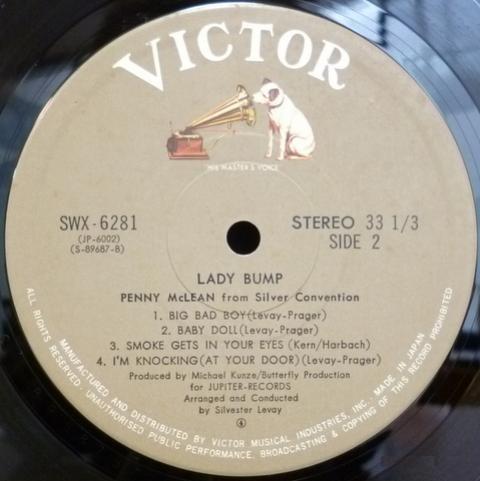 VICTOR
HIS MASTER'S VOICE
SWX-6281
(JP-6002)
(S-89687-B)
STEREO 33 1/3
SIDE 2
LADY BUMP
PENNY McLEAN from Silver Convention
1. BIG BAD BOY(Levay-Prager)
2. BABY DOLL(Levay-Prager)
3. SMOKE GETS IN YOUR EYES (Kern/Harbach)
4. I'M KNOCKING(AT YOUR DOOR)(Levay-Prager)
Produced by Michael Kunze/Butterfly Production
for JUPITER-RECORDS
Arranged and Conducted
by Silvester Levay
④
MANUFACTURED AND DISTRIBUTED BY VICTOR MUSICAL INDUSTRIES, INC. MADE IN JAPAN
ALL RIGHTS RESERVED. UNAUTHORISED PUBLIC PERFORMANCE, BROADCASTING & COPYING OF THIS RECORD PROHIBITED